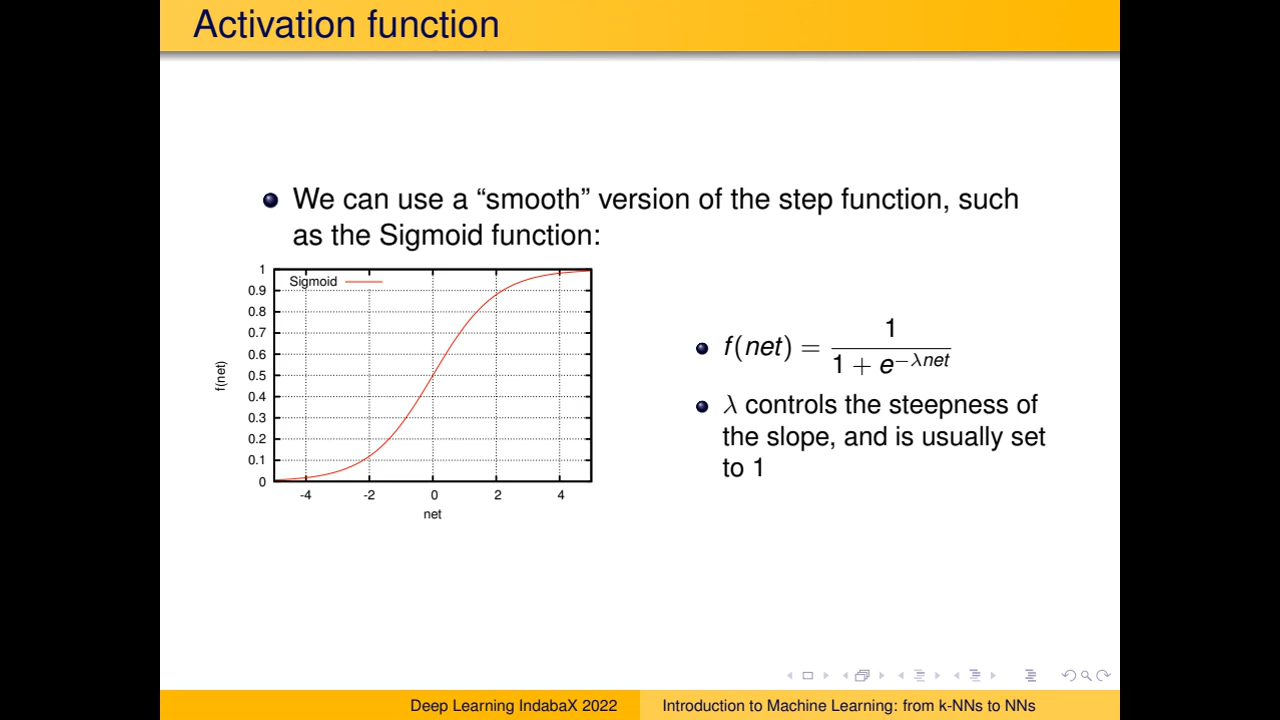 Activation function
We can use a “smooth” version of the step function, such
as the Sigmoid function:
Sigmoid
1
0.9
0.8
0.7
0.6
0.5
0.4
0.3
0.2
0.1
0
f(net)
-4 -2 0 2 4
net
f(net) = 1 / 1 + e^{−λnet}
λ controls the steepness of
the slope, and is usually set
to 1
Deep Learning IndabaX 2022
Introduction to Machine Learning: from k-NNs to NNs